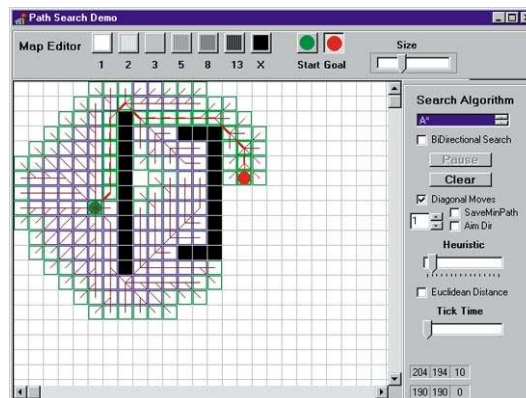 Path Search Demo
Map Editor
1 2 3 5 8 13 X
Start Goal
Size
Search Algorithm
A*
BiDirectional Search
Pause
Clear
Diagonal Moves
1
SaveMinPath
Aim Dir
Heuristic
Euclidean Distance
Tick Time
204 194 10
190 190 0